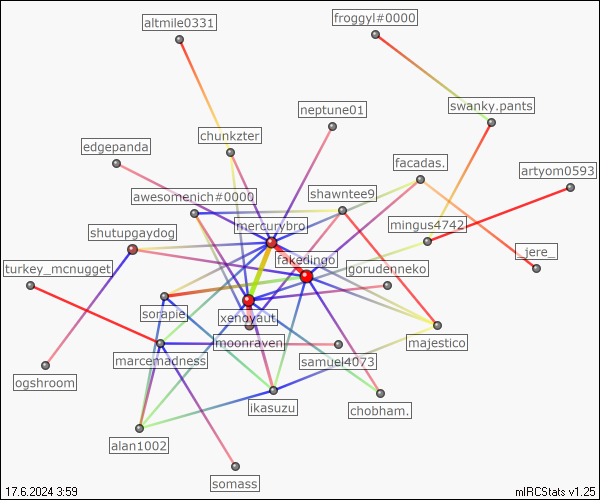 altmile0331
froggyl#0000
swanky.pants
neptune01
chunkzter
edgepanda
facadas.
artyom0593
awesomenich#0000
shawntee9
mercurybro
mingus4742
shutupgaydog
_jere_
fakedingo
turkey_mcnugget
gorudenneko
sorapie
xenovaut
moonraven
majestico
marcemadness
samuel4073
ogshroom
ikasuzu
chobham.
alan1002
somass
17.6.2024 3:59
mIRCStats v1.25